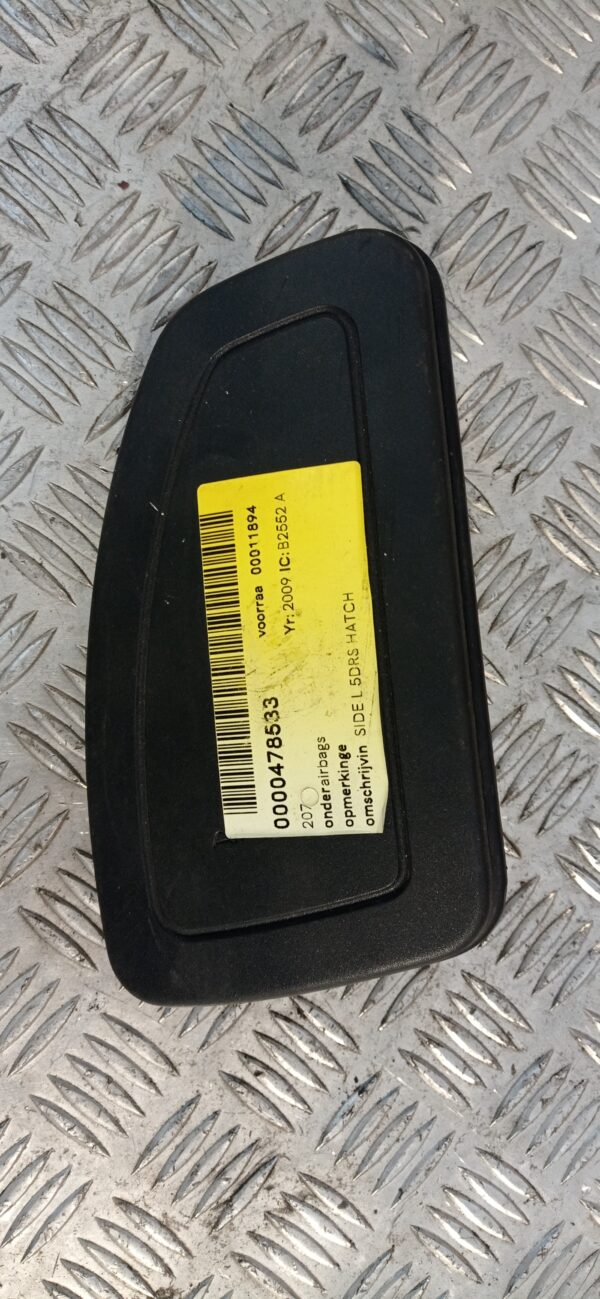 voorraa 00011894
0000478533
Yr: 2009 IC: B2552 A
207
onderairbags
opmerkinge
omschrijvin SIDE L 5DRS HATCH